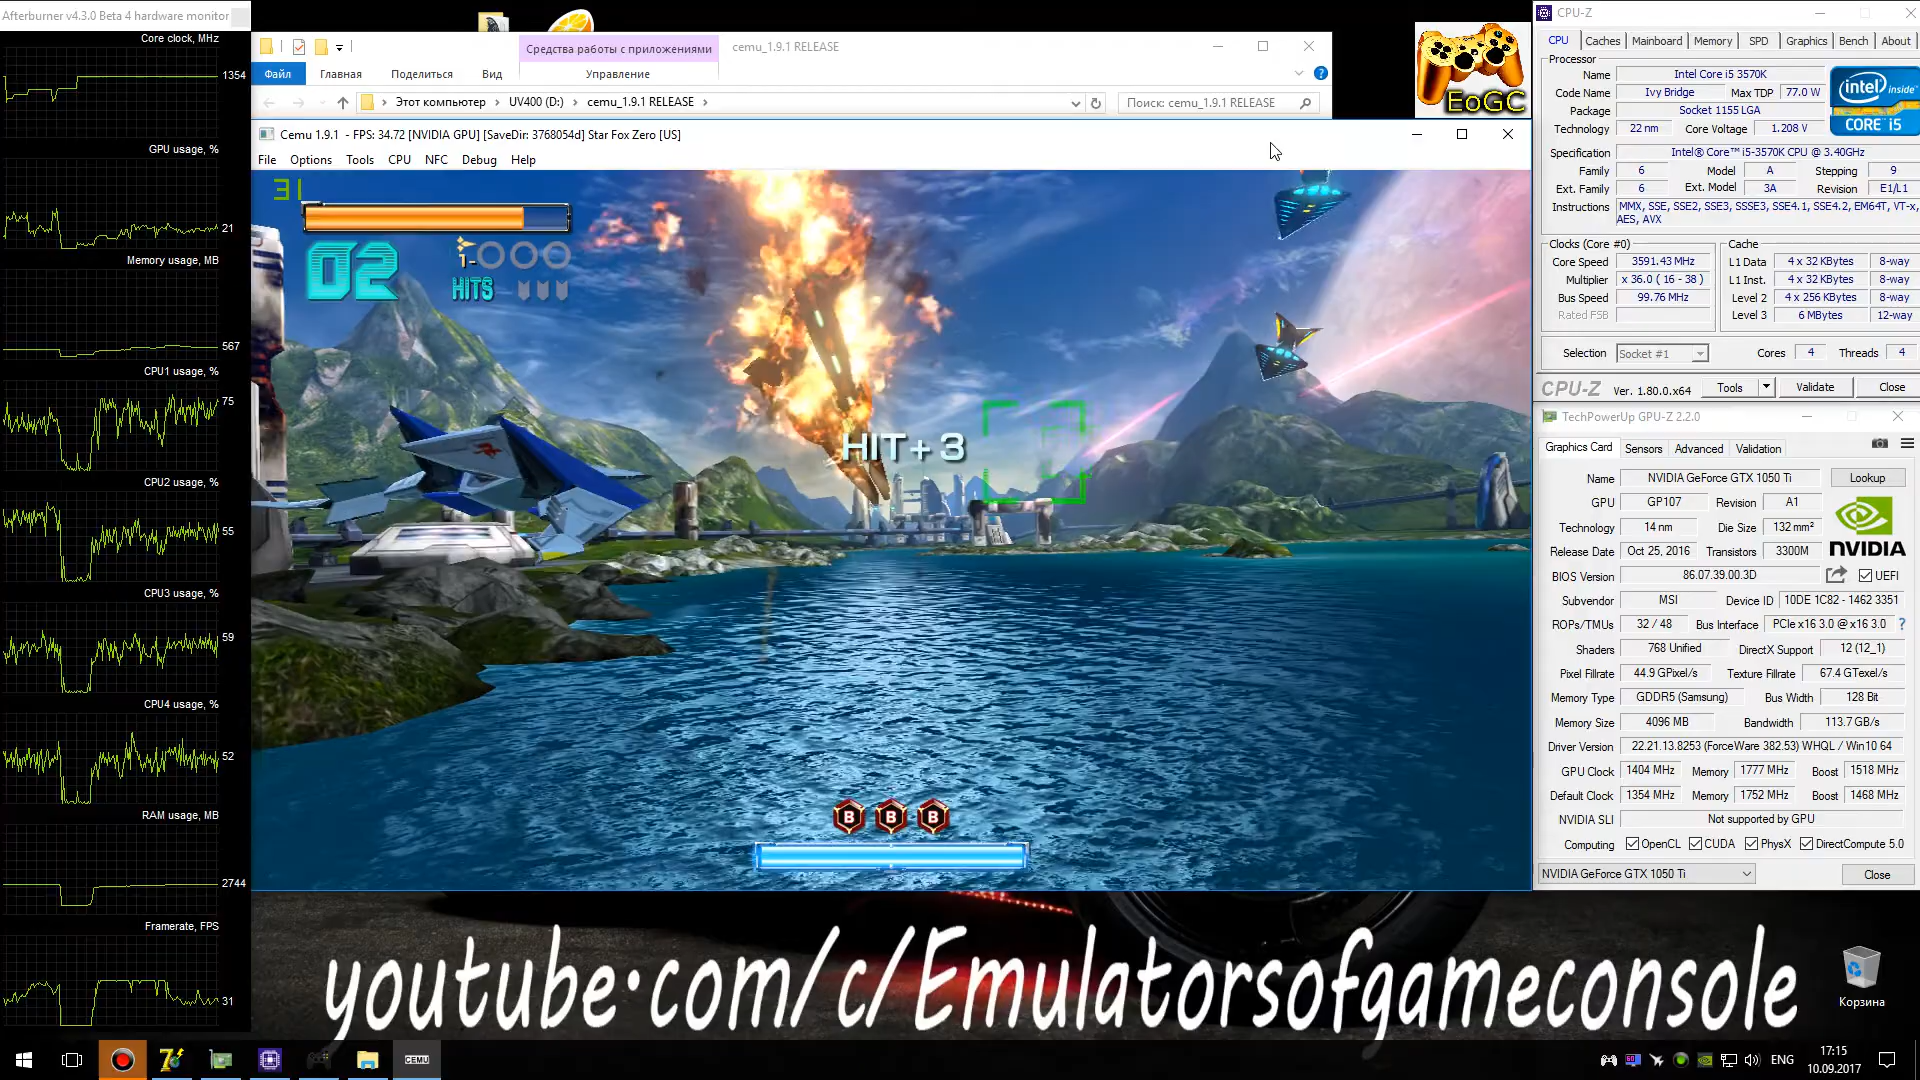 Afterburner v4.3.0 Beta 4 hardware monitor
Core clock, MHz
1354
GPU usage, %
21
Memory usage, MB
567
CPU1 usage, %
75
CPU2 usage, %
55
CPU3 usage, %
59
CPU4 usage, %
52
RAM usage, MB
2744
Framerate, FPS
31
Средства работы с приложениями
cemu_1.9.1 RELEASE
Файл Главная Поделиться Вид Управление
Этот компьютер UV400 (D:) cemu_1.9.1 RELEASE
Поиск: cemu_1.9.1 RELEASE
EoGC
Cemu 1.9.1 - FPS: 34.72 [NVIDIA GPU] [SaveDir: 3768054d] Star Fox Zero [US]
File Options Tools CPU NFC Debug Help
31
02
1-
HITS
HIT+3
B B B
CPU-Z
CPU Caches Mainboard Memory SPD Graphics Bench About
Processor
Name Intel Core i5 3570K
Code Name Ivy Bridge Max TDP 77.0 W
Package Socket 1155 LGA
Technology 22 nm Core Voltage 1.208 V
intel inside™
CORE i5
Specification Intel® Core™ i5-3570K CPU @ 3.40GHz
Family 6 Model A Stepping 9
Ext. Family 6 Ext. Model 3A Revision E1/L1
Instructions MMX, SSE, SSE2, SSE3, SSSE3, SSE4.1, SSE4.2, EM64T, VT-x,
AES, AVX
Clocks (Core #0)
Core Speed 3591.43 MHz
Multiplier x 36.0 ( 16 - 38 )
Bus Speed 99.76 MHz
Rated FSB
Cache
L1 Data 4 x 32 KBytes 8-way
L1 Inst. 4 x 32 KBytes 8-way
Level 2 4 x 256 KBytes 8-way
Level 3 6 MBytes 12-way
Selection Socket #1 Cores 4 Threads 4
CPU-Z Ver. 1.80.0.x64 Tools Validate Close
TechPowerUp GPU-Z 2.2.0
Graphics Card Sensors Advanced Validation
Name NVIDIA GeForce GTX 1050 Ti Lookup
GPU GP107 Revision A1
Technology 14 nm Die Size 132 mm²
Release Date Oct 25, 2016 Transistors 3300M
NVIDIA
BIOS Version 86.07.39.00.3D UEFI
Subvendor MSI Device ID 10DE 1C82 - 1462 3351
ROPs/TMUs 32 / 48 Bus Interface PCIe x16 3.0 @ x16 3.0 ?
Shaders 768 Unified DirectX Support 12 (12_1)
Pixel Fillrate 44.9 GPixel/s Texture Fillrate 67.4 GTexel/s
Memory Type GDDR5 (Samsung) Bus Width 128 Bit
Memory Size 4096 MB Bandwidth 113.7 GB/s
Driver Version 22.21.13.8253 (ForceWare 382.53) WHQL / Win10 64
GPU Clock 1404 MHz Memory 1777 MHz Boost 1518 MHz
Default Clock 1354 MHz Memory 1752 MHz Boost 1468 MHz
NVIDIA SLI Not supported by GPU
Computing OpenCL CUDA PhysX DirectCompute 5.0
NVIDIA GeForce GTX 1050 Ti Close
youtube.com/c/Emulatorsofgameconsole
Корзина
CEMU
ENG
17:15
10.09.2017